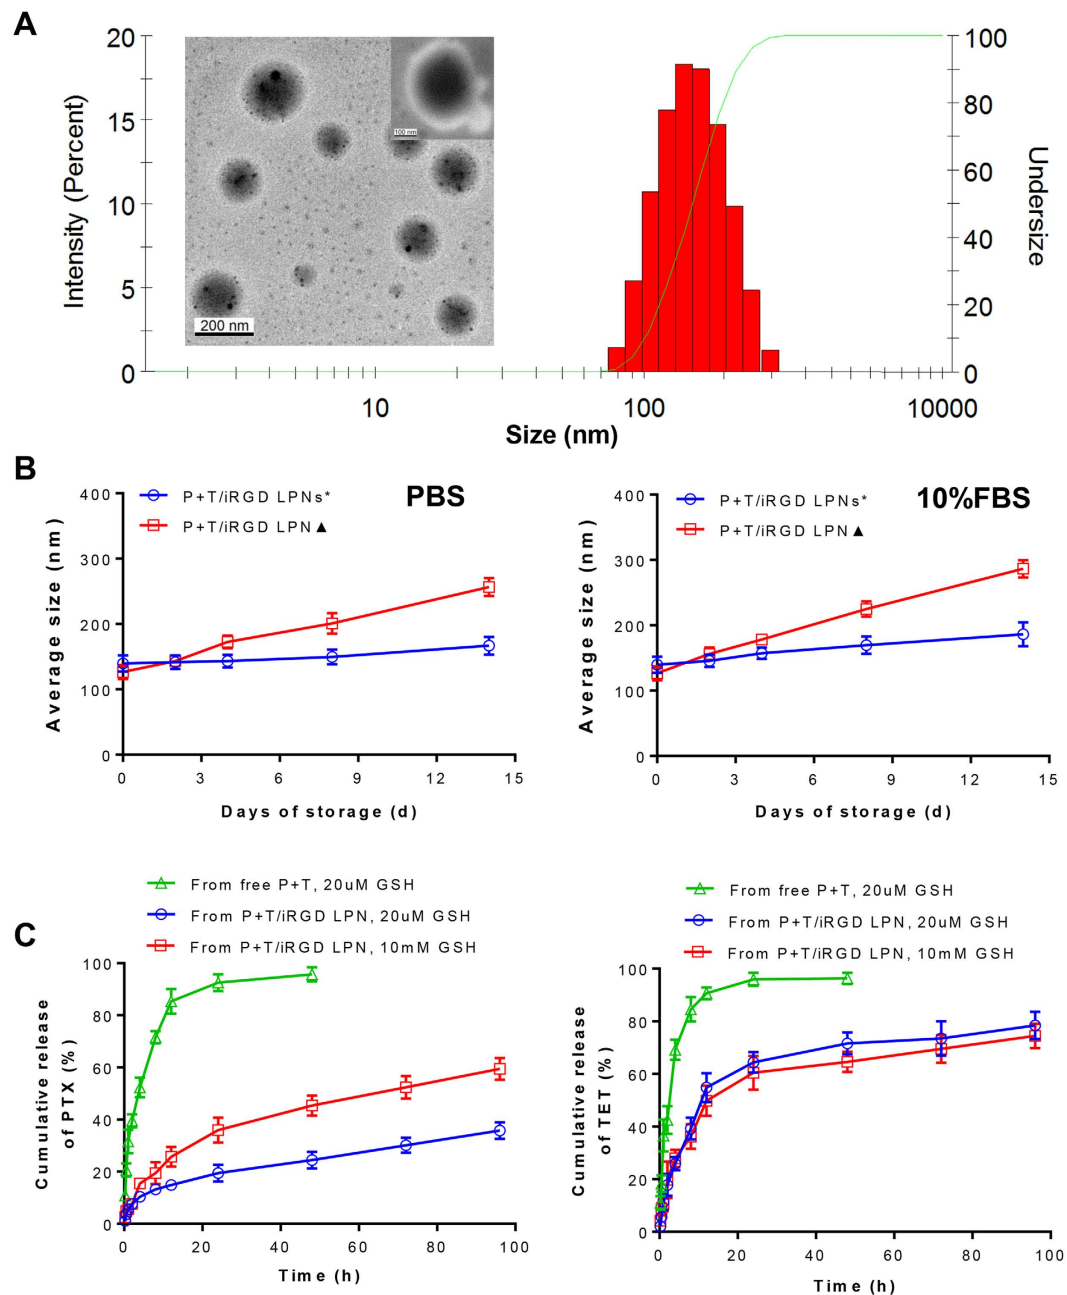 A
20
15
10
5
0
Intensity (Percent)
100 nm
200 nm
100
80
60
40
20
0
Undersize
10
100
10000
Size (nm)
B
P+T/iRGD LPNs*
P+T/iRGD LPN▲
PBS
400
300
200
100
0
Average size (nm)
0 3 6 9 12 15
Days of storage (d)
P+T/iRGD LPNs*
P+T/iRGD LPN▲
10%FBS
400
300
200
100
0
Average size (nm)
0 3 6 9 12 15
Days of storage (d)
C
From free P+T, 20uM GSH
From P+T/iRGD LPN, 20uM GSH
From P+T/iRGD LPN, 10mM GSH
100
80
60
40
20
0
Cumulative release
of PTX (%)
0 20 40 60 80 100
Time (h)
From free P+T, 20uM GSH
From P+T/iRGD LPN, 20uM GSH
From P+T/iRGD LPN, 10mM GSH
100
80
60
40
20
0
Cumulative release
of TET (%)
0 20 40 60 80 100
Time (h)